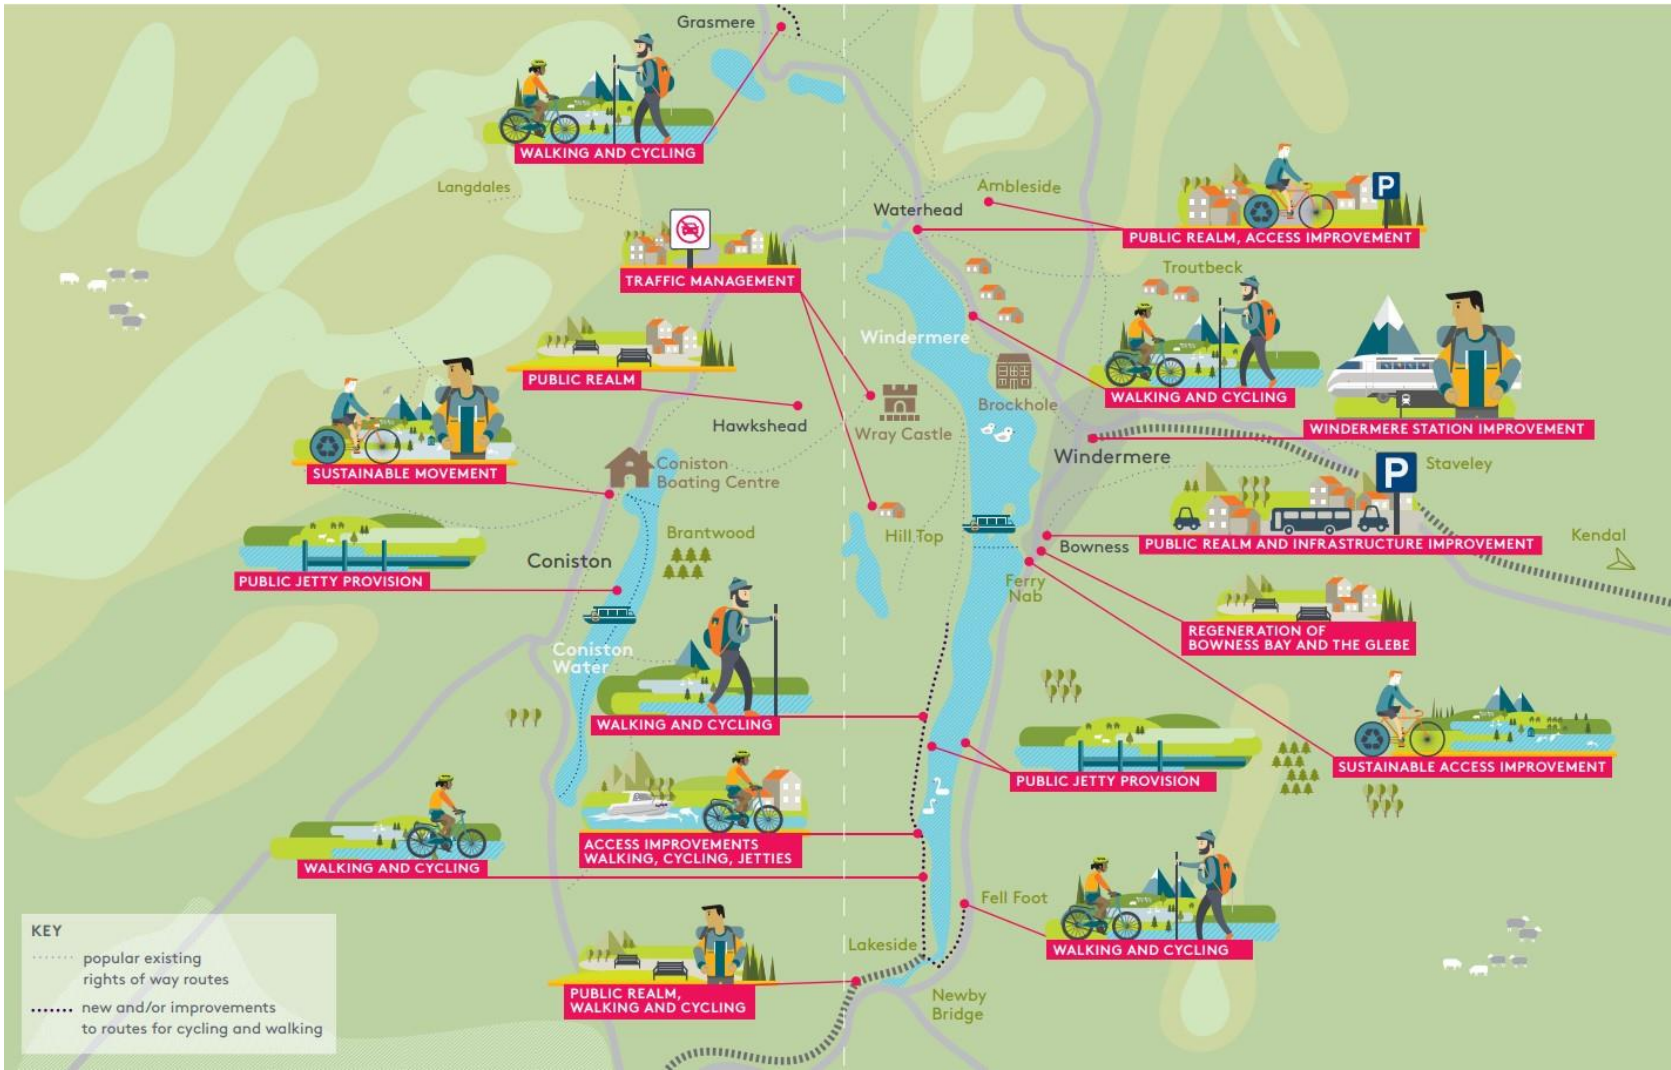 Grasmere
WALKING AND CYCLING
Langdales
Ambleside
P
Waterhead
PUBLIC REALM, ACCESS IMPROVEMENT
TRAFFIC MANAGEMENT
Troutbeck
Windermere
PUBLIC REALM
WALKING AND CYCLING
Brockhole
Hawkshead
Wray Castle
WINDERMERE STATION IMPROVEMENT
SUSTAINABLE MOVEMENT
Coniston
Boating Centre
Windermere
P
Staveley
Brantwood
Hill Top
Kendal
Coniston
Bowness
PUBLIC REALM AND INFRASTRUCTURE IMPROVEMENT
PUBLIC JETTY PROVISION
Ferry
Nab
REGENERATION OF
BOWNESS BAY AND THE GLEBE
Coniston
Water
WALKING AND CYCLING
PUBLIC JETTY PROVISION
SUSTAINABLE ACCESS IMPROVEMENT
ACCESS IMPROVEMENTS
WALKING, CYCLING, JETTIES
WALKING AND CYCLING
Fell Foot
WALKING AND CYCLING
Lakeside
PUBLIC REALM,
WALKING AND CYCLING
Newby
Bridge
KEY
popular existing
rights of way routes
new and/or improvements
to routes for cycling and walking